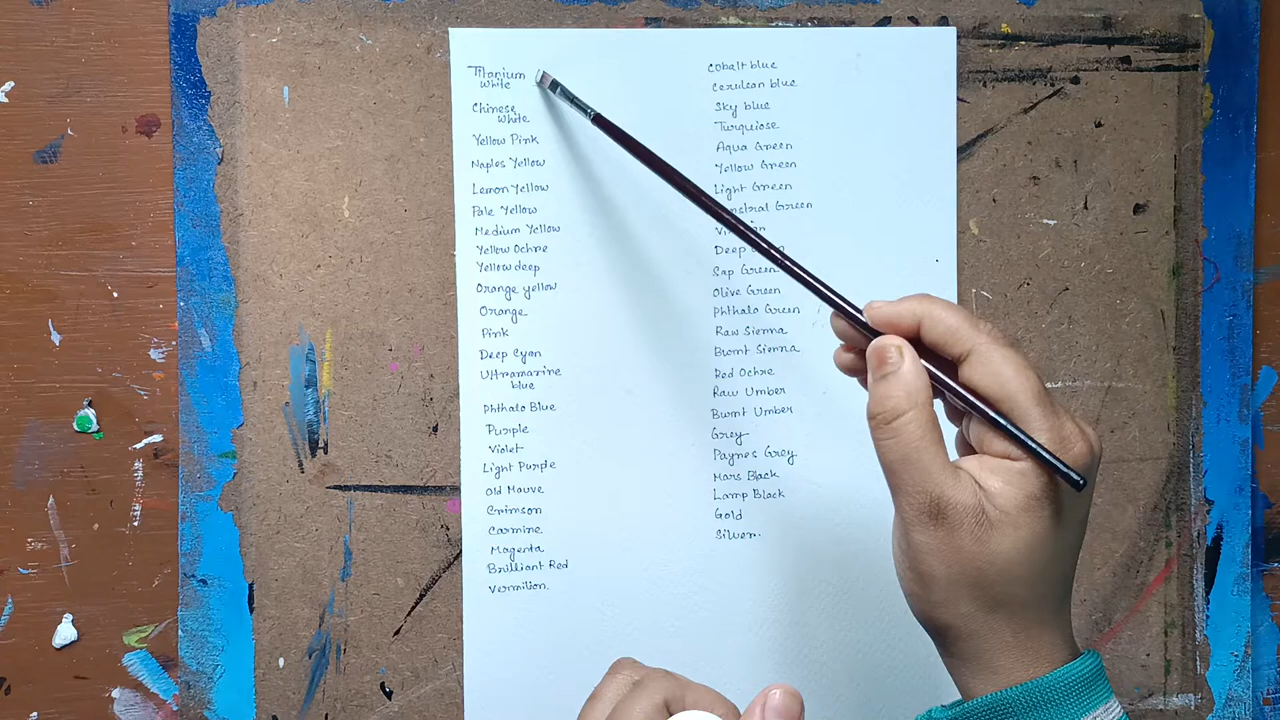 Titanium
White
Chinese
White
Yellow Pink
Naples Yellow
Lemon Yellow
Pale Yellow
Medium Yellow
Yellow Ochre
Yellow deep
Orange yellow
Orange
Pink
Deep Cyan
Ultramarine
blue
Phthalo Blue
Purple
Violet
Light Purple
Old Mauve
Crimson
Carmine
Magenta
Brilliant Red
Vermilion.
Cobalt blue
Cerulean blue
Sky blue
Turquiose
Aqua Green
Yellow Green
Light Green
Green
Deep
Sap Green
Olive Green
Phthalo Green
Raw Sienna
Burnt Sienna
Red Ochre
Raw Umber
Burnt Umber
Grey
Paynes Grey
Mars Black
Lamp Black
Gold
Silver.